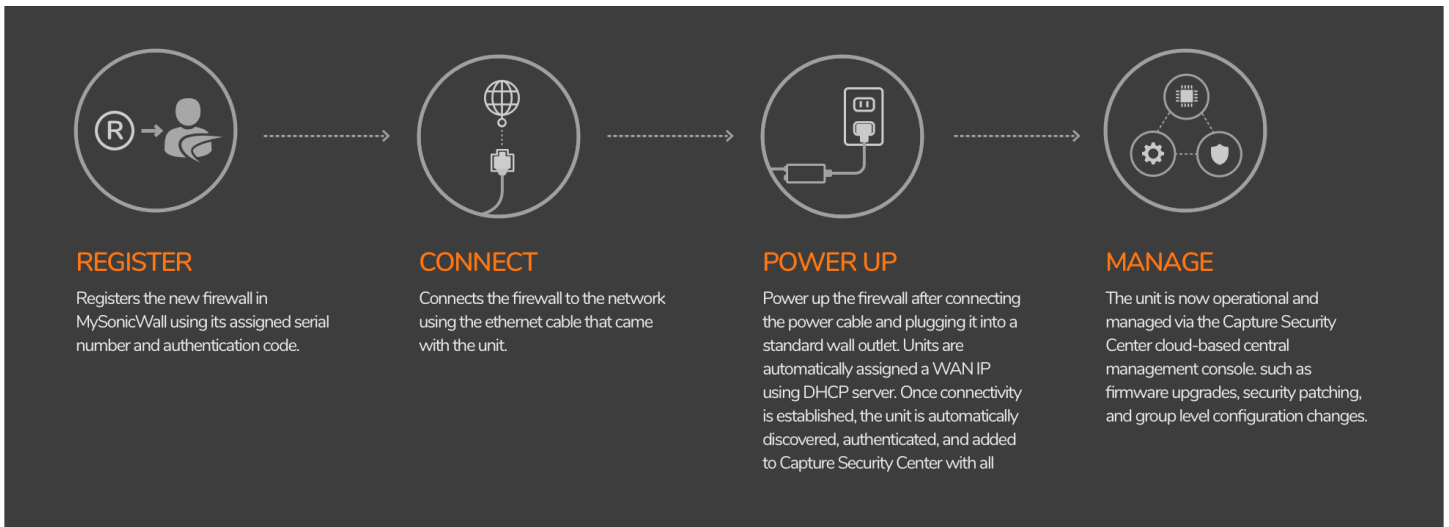 R
REGISTER
Registers the new firewall in
MySonicWall using its assigned serial
number and authentication code.
CONNECT
Connects the firewall to the network
using the ethernet cable that came
with the unit.
POWER UP
Power up the firewall after connecting
the power cable and plugging it into a
standard wall outlet. Units are
automatically assigned a WAN IP
using DHCP server. Once connectivity
is established, the unit is automatically
discovered, authenticated, and added
to Capture Security Center with all
MANAGE
The unit is now operational and
managed via the Capture Security
Center cloud-based central
management console. such as
firmware upgrades, security patching,
and group level configuration changes.